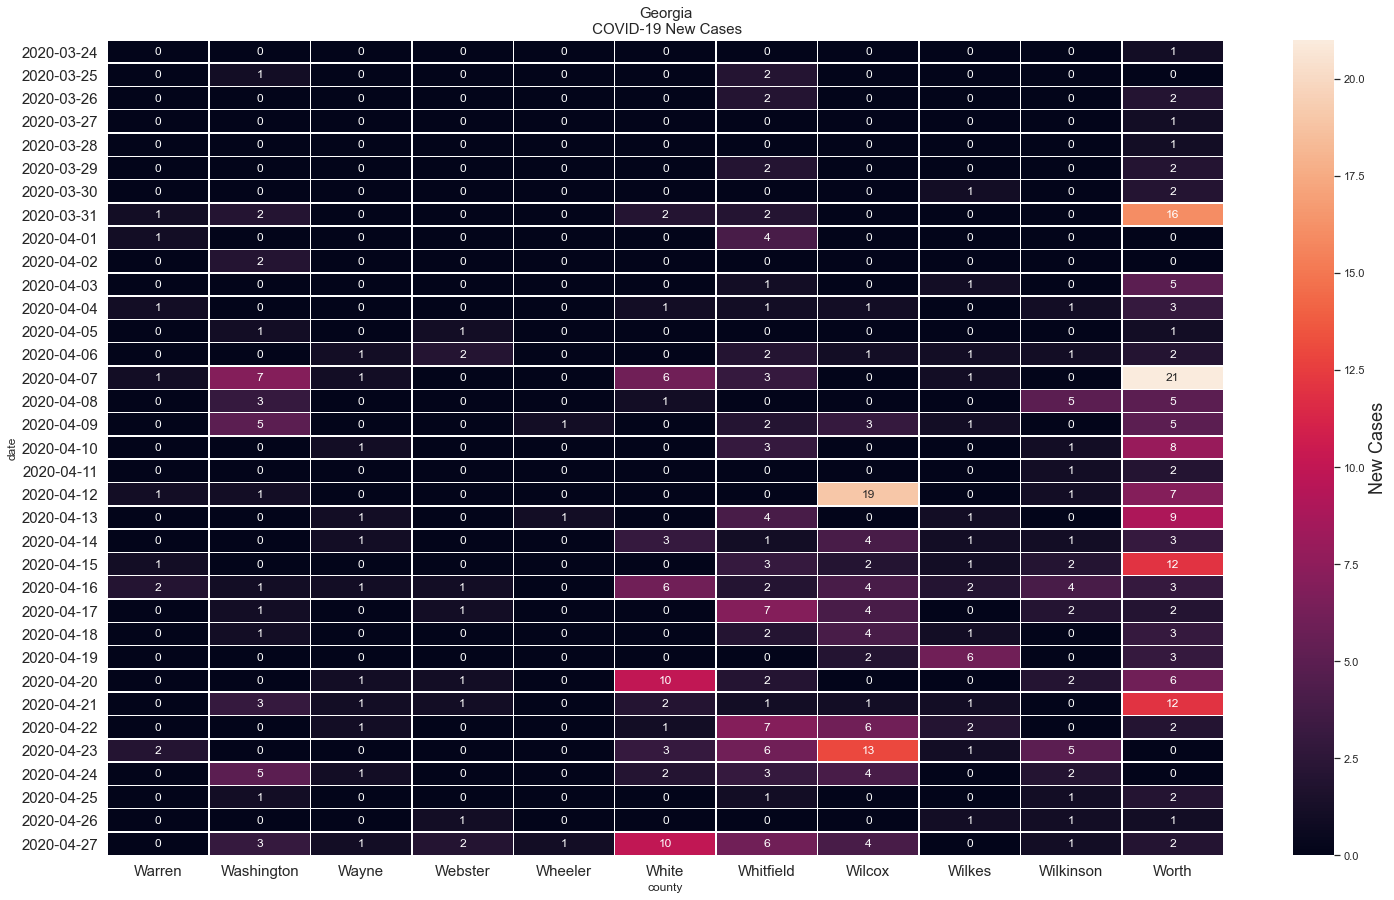 Georgia
COVID-19 New Cases
2020-03-24 0 0 0 0 0 0 0 0 0 0 1
2020-03-25 0 1 0 0 0 0 2 0 0 0 0
2020-03-26 0 0 0 0 0 0 2 0 0 0 2
2020-03-27 0 0 0 0 0 0 0 0 0 0 1
2020-03-28 0 0 0 0 0 0 0 0 0 0 1
2020-03-29 0 0 0 0 0 0 2 0 0 0 2
2020-03-30 0 0 0 0 0 0 0 0 1 0 2
2020-03-31 1 2 0 0 0 2 2 0 0 0 16
2020-04-01 1 0 0 0 0 0 4 0 0 0 0
2020-04-02 0 2 0 0 0 0 0 0 0 0 0
2020-04-03 0 0 0 0 0 0 1 0 1 0 5
2020-04-04 1 0 0 0 0 1 1 1 0 1 3
2020-04-05 0 1 0 1 0 0 0 0 0 0 1
2020-04-06 0 0 1 2 0 0 2 1 1 1 2
2020-04-07 1 7 1 0 0 6 3 0 1 0 21
2020-04-08 0 3 0 0 0 1 0 0 0 5 5
2020-04-09 0 5 0 0 1 0 2 3 1 0 5
2020-04-10 0 0 1 0 0 0 3 0 0 1 8
2020-04-11 0 0 0 0 0 0 0 0 0 1 2
2020-04-12 1 1 0 0 0 0 0 19 0 1 7
2020-04-13 0 0 1 0 1 0 4 0 1 0 9
2020-04-14 0 0 1 0 0 3 1 4 1 1 3
2020-04-15 1 0 0 0 0 0 3 2 1 2 12
2020-04-16 2 1 1 1 0 6 2 4 2 4 3
2020-04-17 0 1 0 1 0 0 7 4 0 2 2
2020-04-18 0 1 0 0 0 0 2 4 1 0 3
2020-04-19 0 0 0 0 0 0 0 2 6 0 3
2020-04-20 0 0 1 1 0 10 2 0 0 2 6
2020-04-21 0 3 1 1 0 2 1 1 1 0 12
2020-04-22 0 0 1 0 0 1 7 6 2 0 2
2020-04-23 2 0 0 0 0 3 6 13 1 5 0
2020-04-24 0 5 1 0 0 2 3 4 0 2 0
2020-04-25 0 1 0 0 0 0 1 0 0 1 2
2020-04-26 0 0 0 1 0 0 0 0 1 1 1
2020-04-27 0 3 1 2 1 10 6 4 0 1 2
Warren Washington Wayne Webster Wheeler White Whitfield Wilcox Wilkes Wilkinson Worth
county
date
20.0
17.5
15.0
12.5
10.0
7.5
5.0
2.5
0.0
New Cases